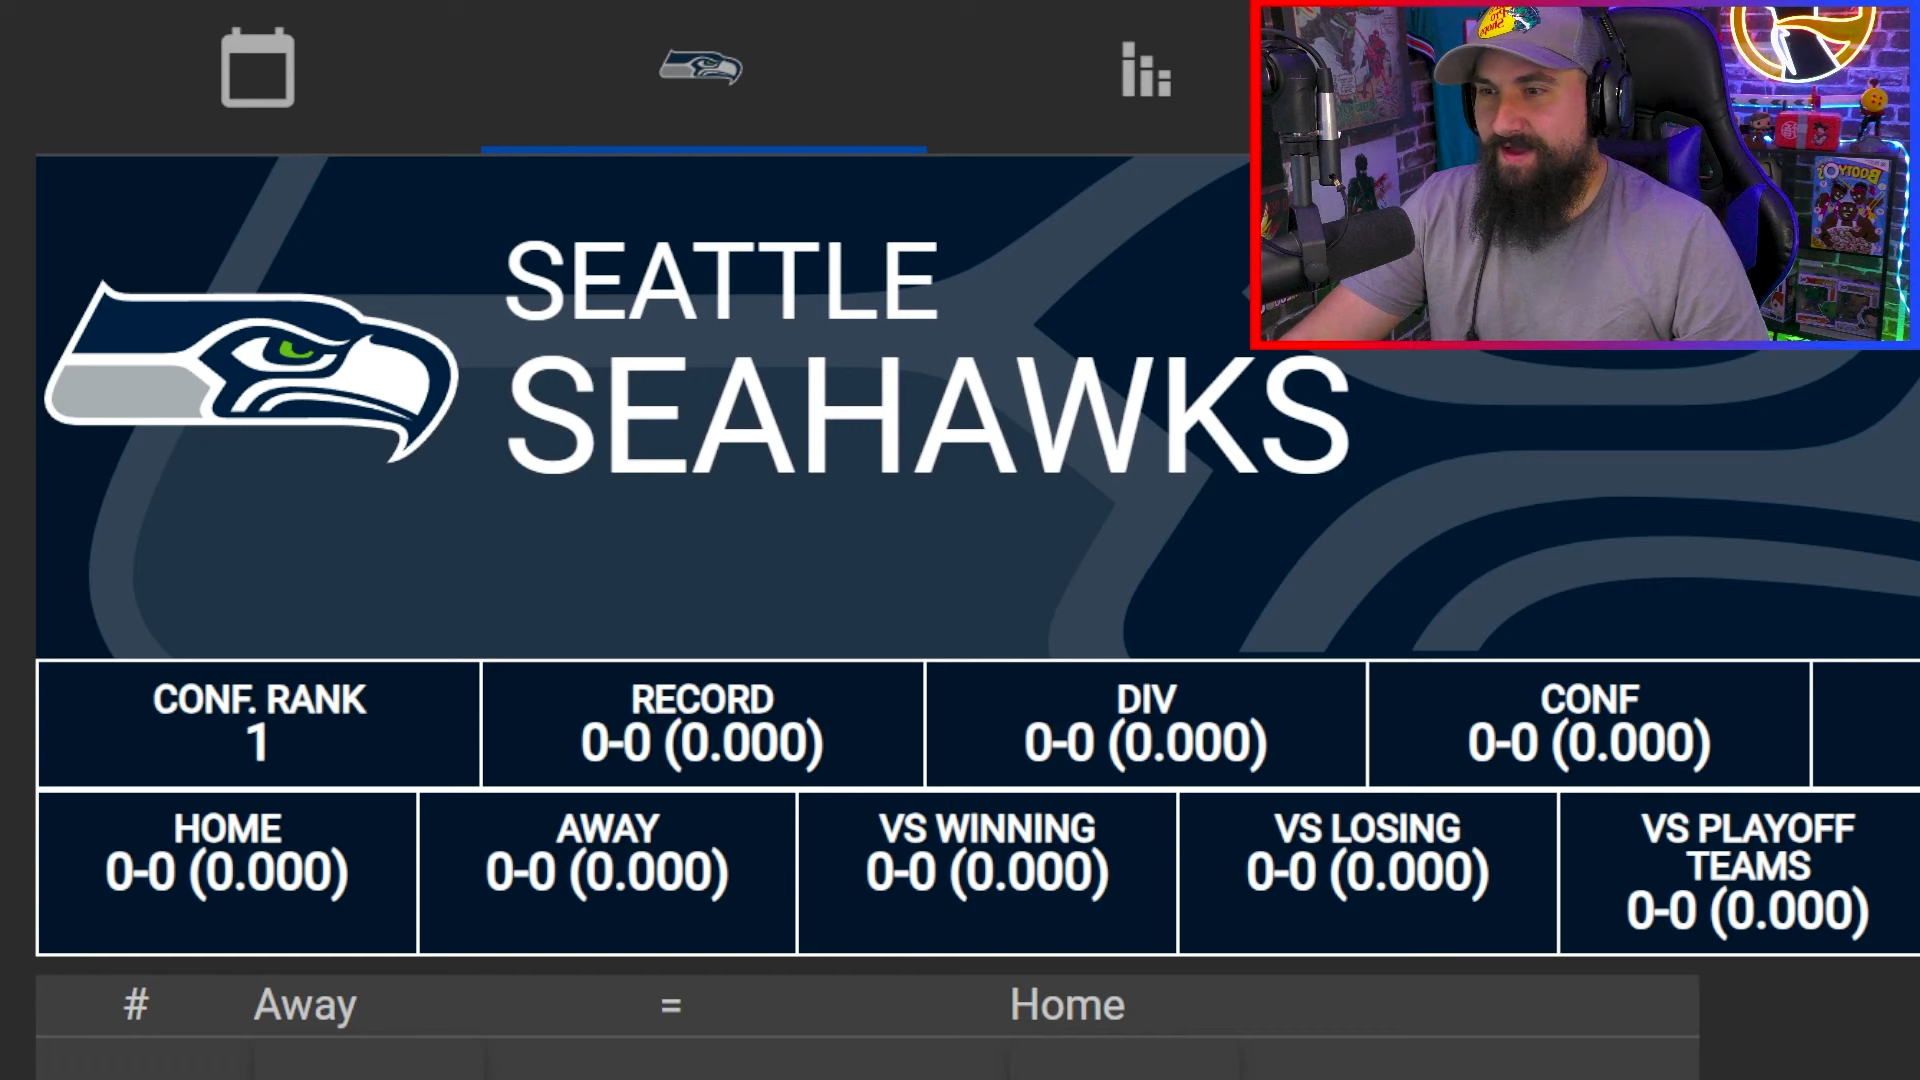 SEATTLE
SEAHAWKS
CONF. RANK
1
RECORD
0-0 (0.000)
DIV
0-0 (0.000)
CONF
0-0 (0.000)
HOME
0-0 (0.000)
AWAY
0-0 (0.000)
VS WINNING
0-0 (0.000)
VS LOSING
0-0 (0.000)
VS PLAYOFF
TEAMS
0-0 (0.000)
# Away = Home